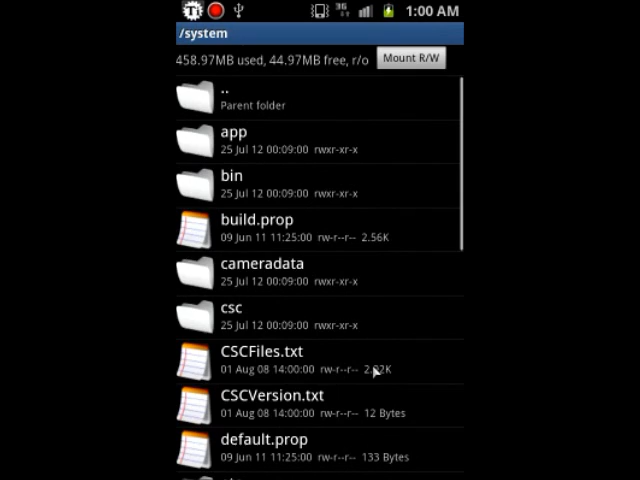 3G 1:00 AM
/system
458.97MB used, 44.97MB free, r/o Mount R/W
..
Parent folder
app
25 Jul 12 00:09:00 rwxr-xr-x
bin
25 Jul 12 00:09:00 rwxr-xr-x
build.prop
09 Jun 11 11:25:00 rw-r--r-- 2.56K
cameradata
25 Jul 12 00:09:00 rwxr-xr-x
csc
25 Jul 12 00:09:00 rwxr-xr-x
CSCFiles.txt
01 Aug 08 14:00:00 rw-r--r--
CSCVersion.txt
01 Aug 08 14:00:00 rw-r--r-- 12 Bytes
default.prop
09 Jun 11 11:25:00 rw-r--r-- 133 Bytes